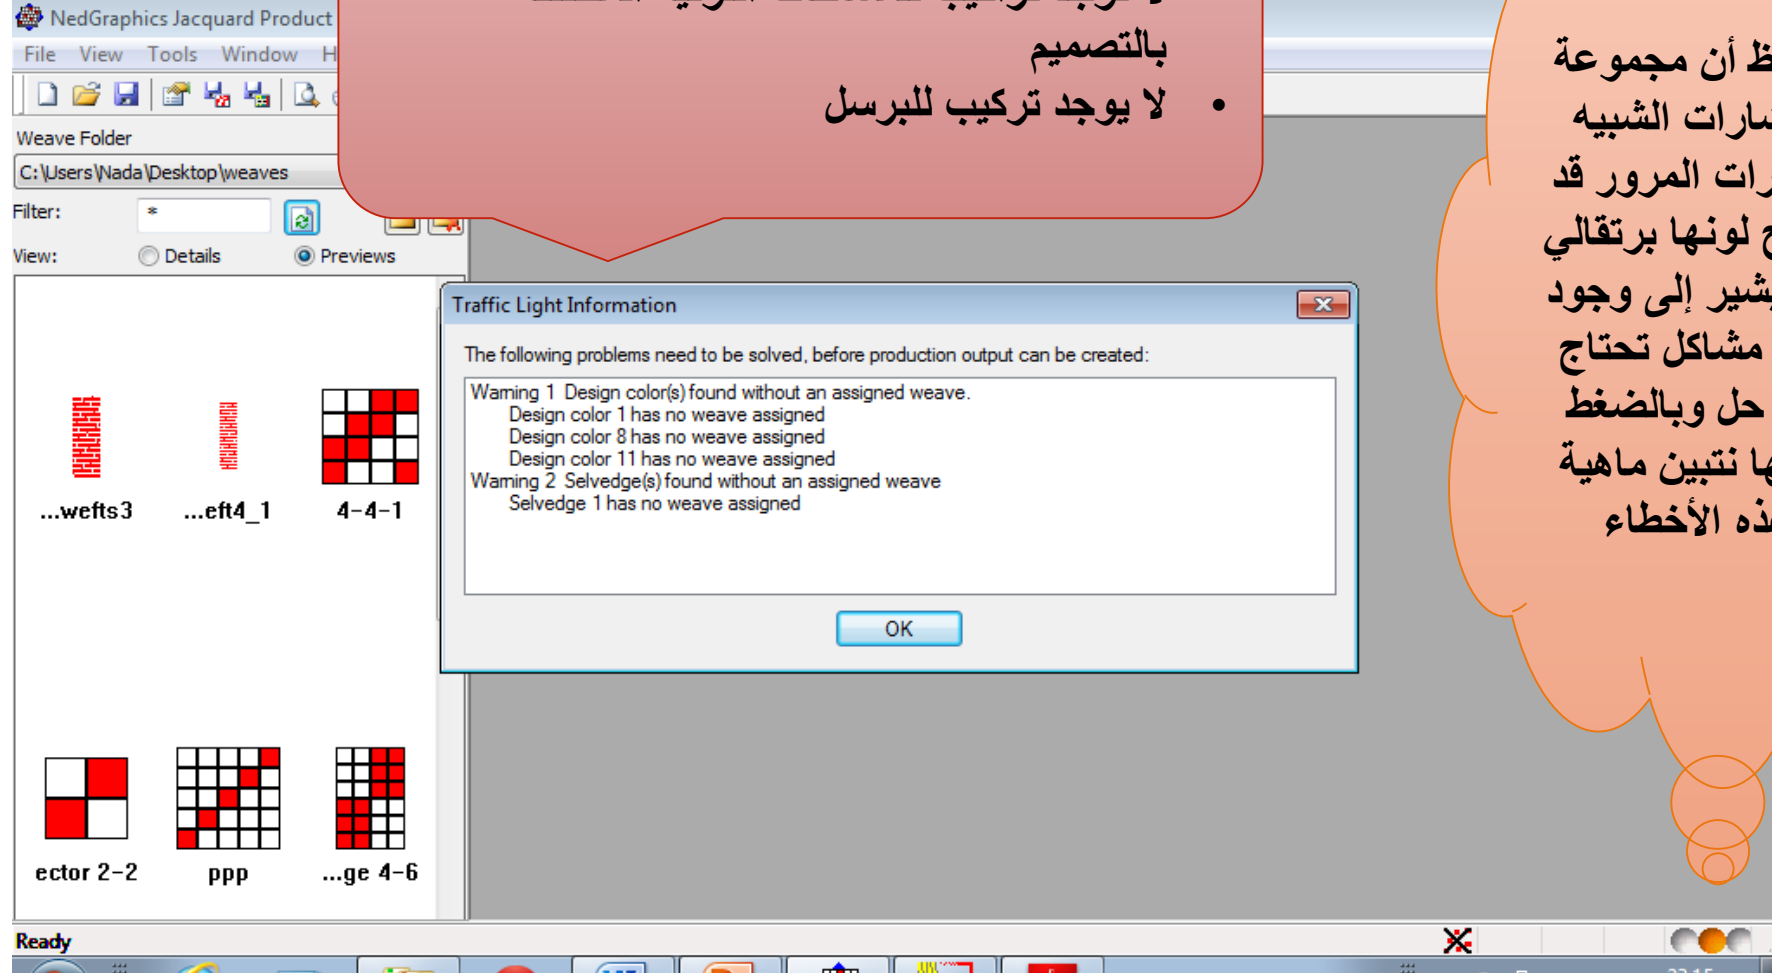 NedGraphics Jacquard Product
File View Tools Window H
Weave Folder
C:\Users\Nada\Desktop\weaves
Filter: *
View: Details Previews
...wefts3 ...eft4_1 4-4-1
ector 2-2 ppp ...ge 4-6
بالتصميم
• لا يوجد تركيب للبرسل
Traffic Light Information
The following problems need to be solved, before production output can be created:
Warning 1 Design color(s) found without an assigned weave.
Design color 1 has no weave assigned
Design color 8 has no weave assigned
Design color 11 has no weave assigned
Warning 2 Selvedge(s) found without an assigned weave
Selvedge 1 has no weave assigned
OK
أن مجموعة
الشبيه
المرور قد
لونها برتقالي
إلى وجود
مشاكل تحتاج
حل وبالضغط
نتبين ماهية
الأخطاء
Ready